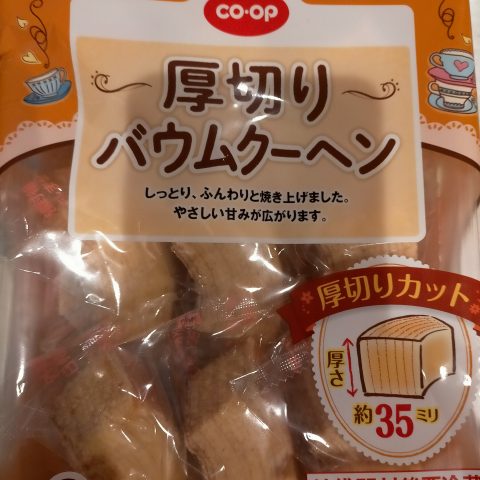 CO·OP
厚切り
バウムクーヘン
しっとり、ふんわりと焼き上げました。
やさしい甘みが広がります。
厚切りカット
厚さ
約35ミリ